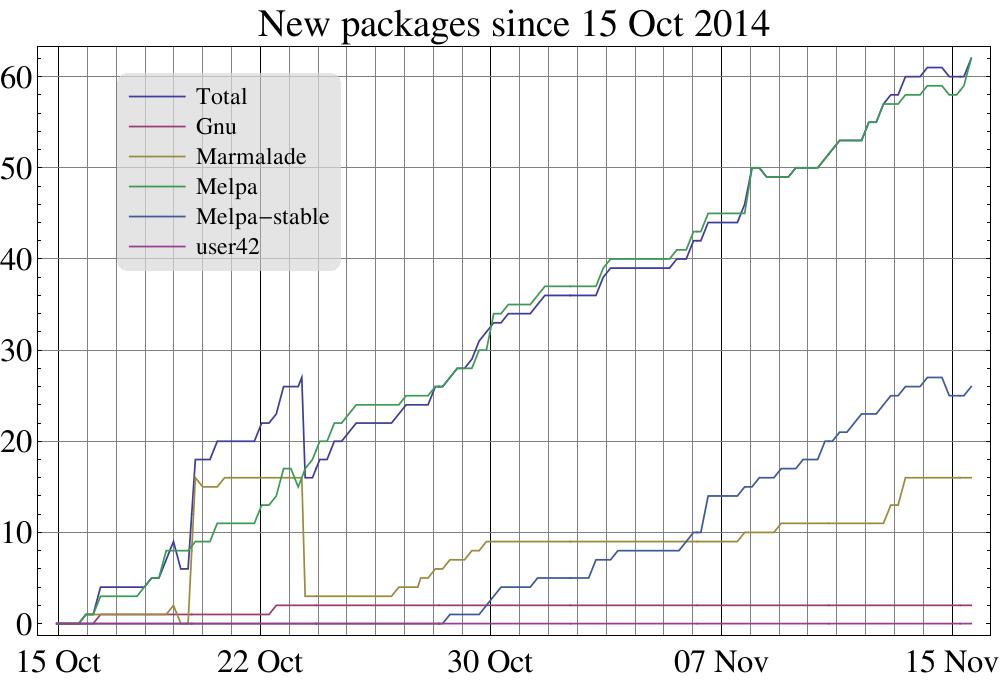 New packages since 15 Oct 2014
60
50
40
30
20
10
0
Total
Gnu
Marmalade
Melpa
Melpa−stable
user42
15 Oct
22 Oct
30 Oct
07 Nov
15 Nov